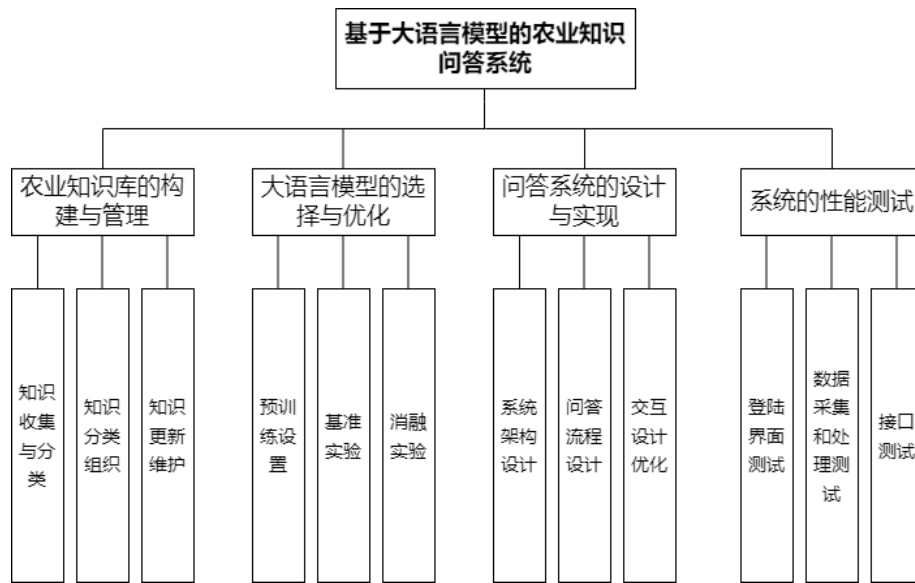 基于大语言模型的农业知识
问答系统
农业知识库的构
建与管理
大语言模型的选
择与优化
问答系统的设计
与实现
系统的性能测试
知识
收集
与分
类
知识
分类
组织
知识
更新
维护
预训
练设
置
基准
实验
消融
实验
系统
架构
设计
问答
流程
设计
交互
设计
优化
登陆
界面
测试
数据
采集
和处
理测
试
接口
测试